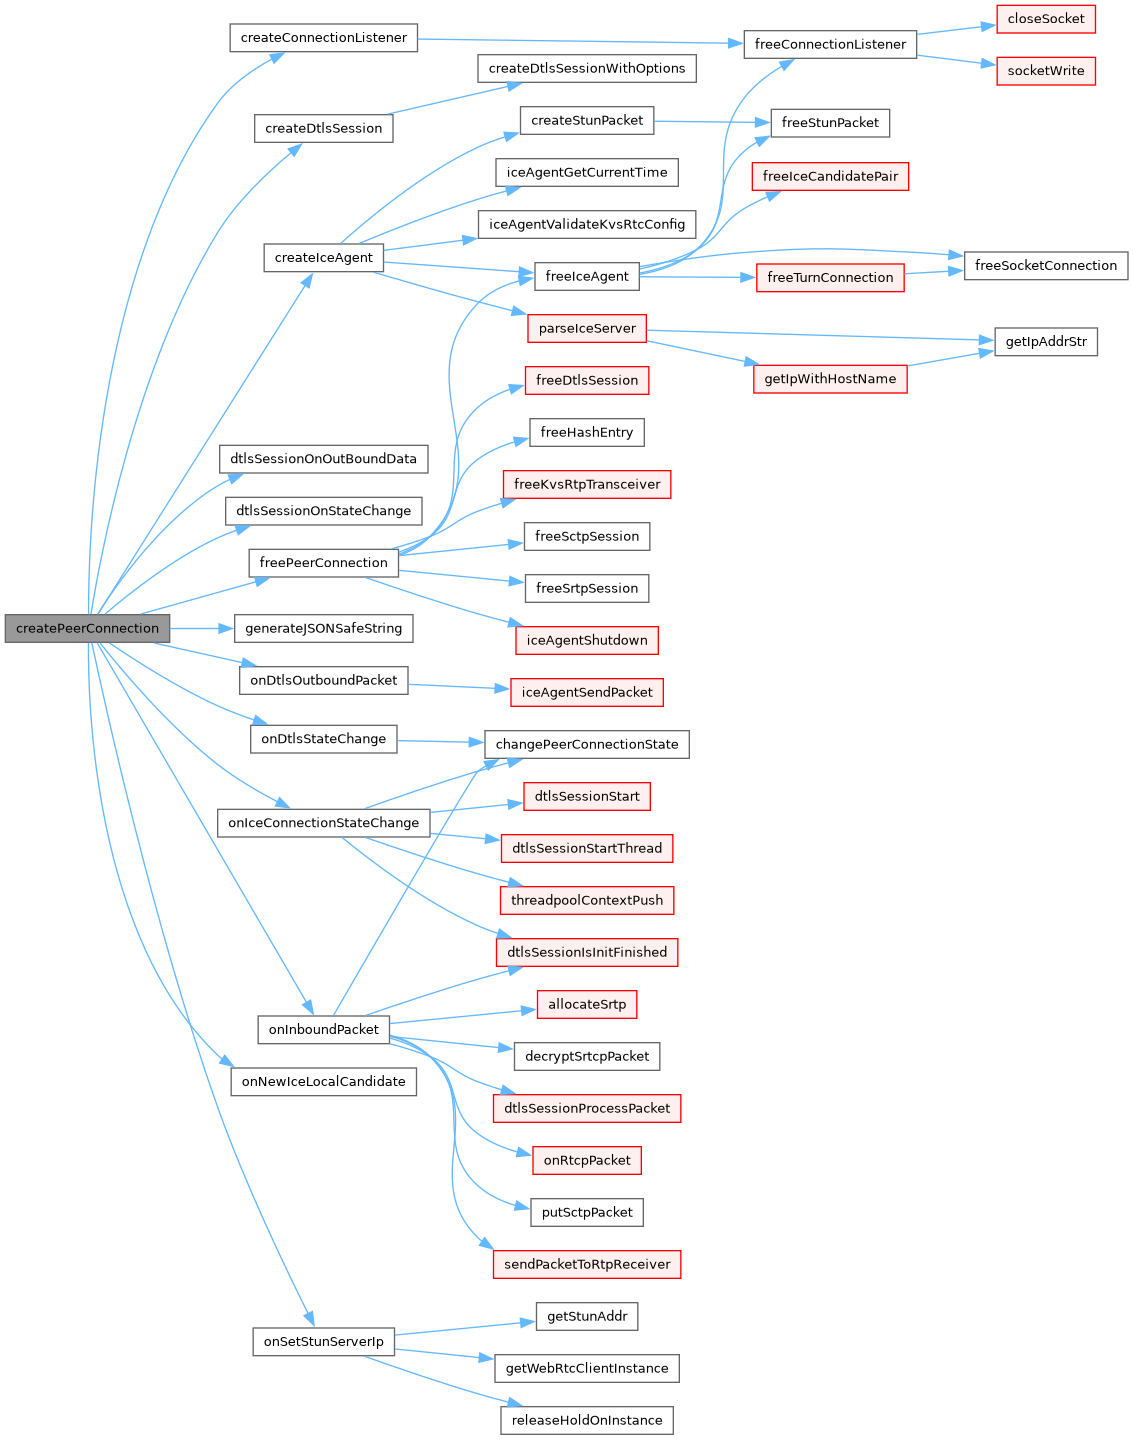 createPeerConnection
createConnectionListener
createDtlsSession
createIceAgent
dtlsSessionOnOutBoundData
dtlsSessionOnStateChange
freePeerConnection
generateJSONSafeString
onDtlsOutboundPacket
onDtlsStateChange
onIceConnectionStateChange
onInboundPacket
onNewIceLocalCandidate
onSetStunServerIp
createDtlsSessionWithOptions
createStunPacket
iceAgentGetCurrentTime
iceAgentValidateKvsRtcConfig
freeIceAgent
parseIceServer
freeDtlsSession
freeHashEntry
freeKvsRtpTransceiver
freeSctpSession
freeSrtpSession
iceAgentShutdown
iceAgentSendPacket
changePeerConnectionState
dtlsSessionStart
dtlsSessionStartThread
threadpoolContextPush
dtlsSessionIsInitFinished
allocateSrtp
decryptSrtcpPacket
dtlsSessionProcessPacket
onRtcpPacket
putSctpPacket
sendPacketToRtpReceiver
getStunAddr
getWebRtcClientInstance
releaseHoldOnInstance
freeConnectionListener
freeStunPacket
freeIceCandidatePair
freeTurnConnection
getIpWithHostName
closeSocket
socketWrite
freeSocketConnection
getIpAddrStr